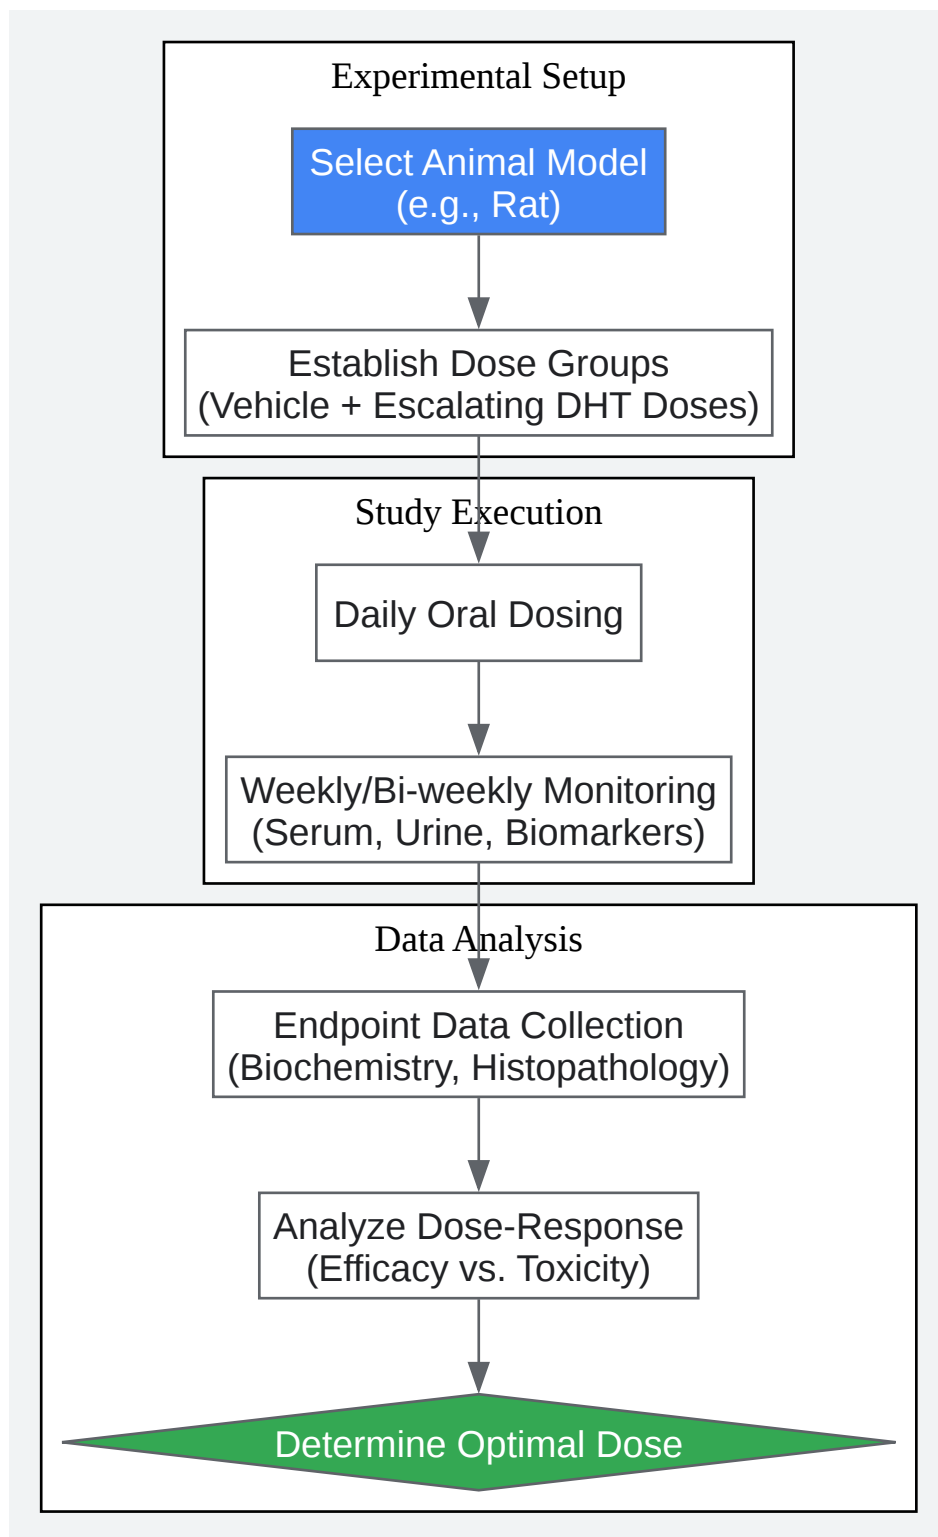 Experimental Setup
Select Animal Model
(e.g., Rat)
Establish Dose Groups
(Vehicle + Escalating DHT Doses)
Study Execution
Daily Oral Dosing
Weekly/Bi-weekly Monitoring
(Serum, Urine, Biomarkers)
Data Analysis
Endpoint Data Collection
(Biochemistry, Histopathology)
Analyze Dose-Response
(Efficacy vs. Toxicity)
Determine Optimal Dose